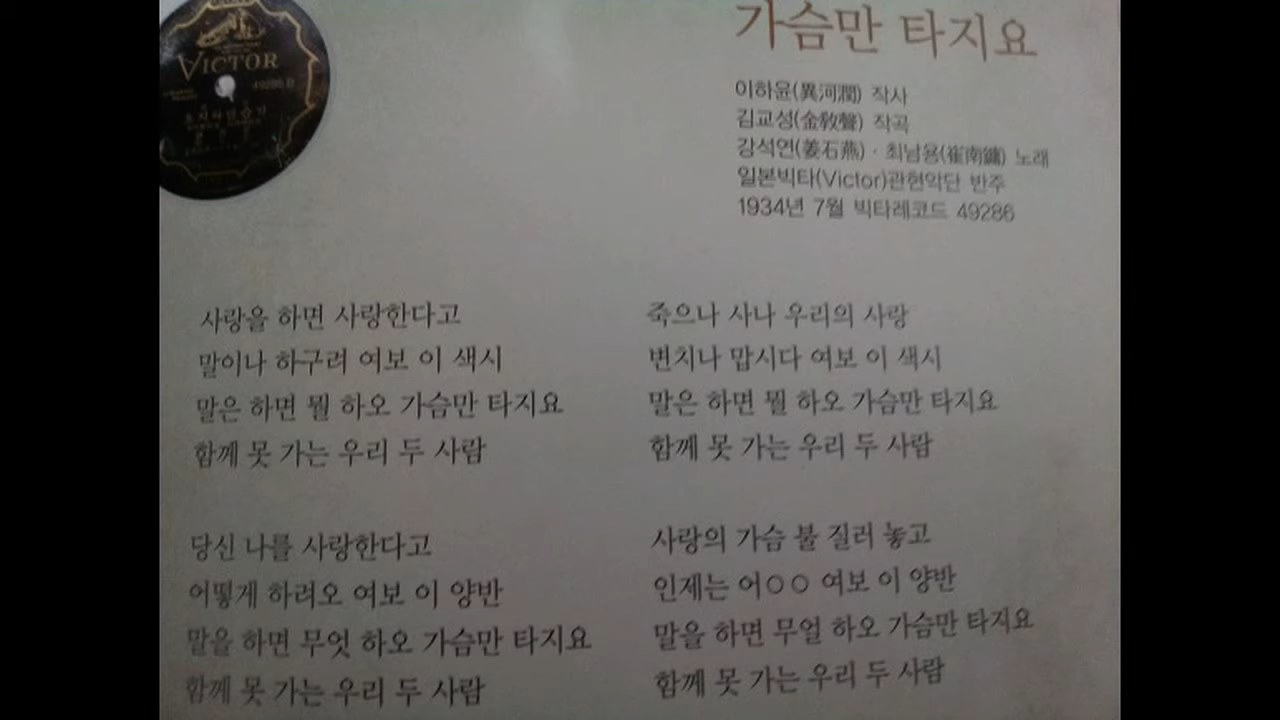 VICTOR
49286 B
가슴만 타지요
이하윤(異河潤) 작사
김교성(金敎聲) 작곡
강석연(姜石燕) · 최남용(崔南鏞) 노래
일본빅타(Victor)관현악단 반주
1934년 7월 빅타레코드 49286
사랑을 하면 사랑한다고
말이나 하구려 여보 이 색시
말은 하면 뭘 하오 가슴만 타지요
함께 못 가는 우리 두 사람
당신 나를 사랑한다고
어떻게 하려오 여보 이 양반
말을 하면 무엇 하오 가슴만 타지요
함께 못 가는 우리 두 사람
죽으나 사나 우리의 사랑
변치나 맙시다 여보 이 색시
말은 하면 뭘 하오 가슴만 타지요
함께 못 가는 우리 두 사람
사랑의 가슴 불 질러 놓고
인제는 어○○ 여보 이 양반
말을 하면 무얼 하오 가슴만 타지요
함께 못 가는 우리 두 사람